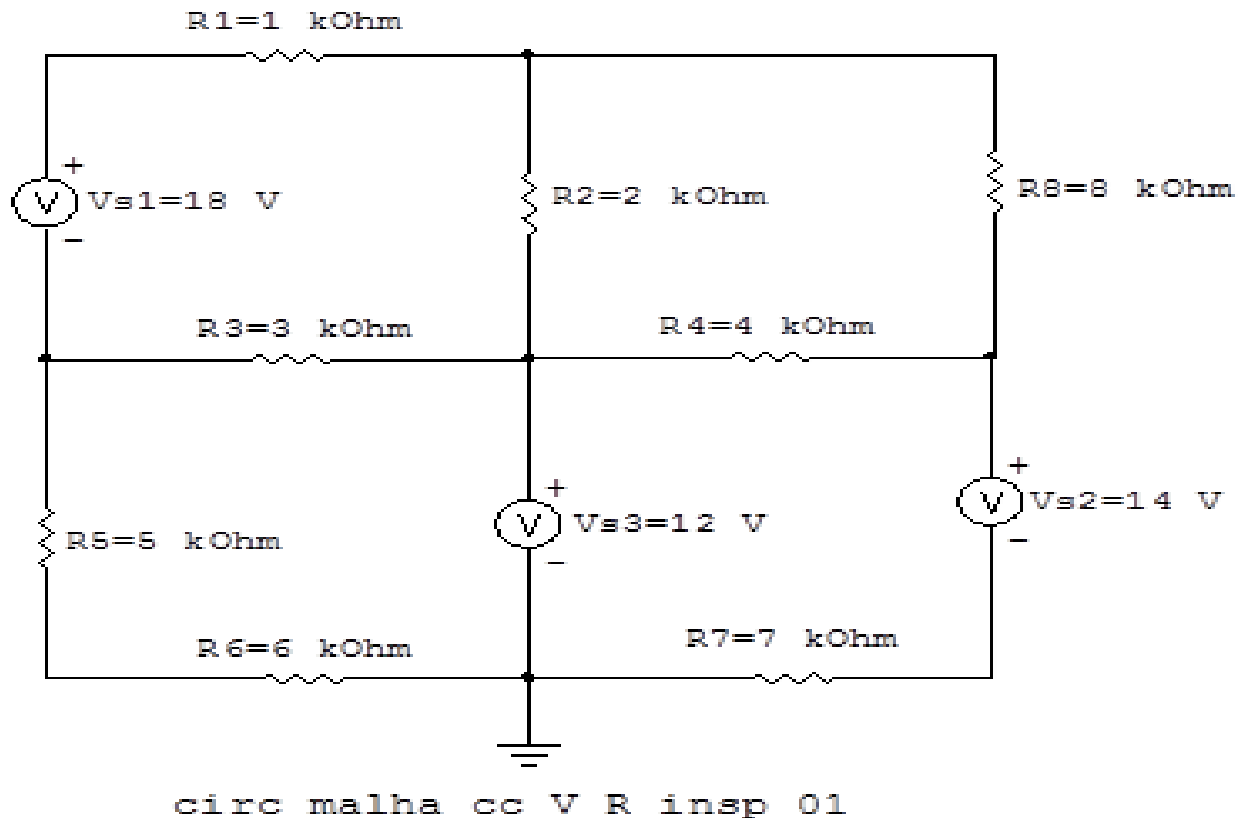 R1=1 kOhm
+
V Vs1=18 V
-
R2=2 kOhm
R8=8 kOhm
R3=3 kOhm
R4=4 kOhm
+
V Vs3=12 V
-
+
V Vs2=14 V
-
R5=5 kOhm
R6=6 kOhm
R7=7 kOhm
circ malha cc V R insp 01